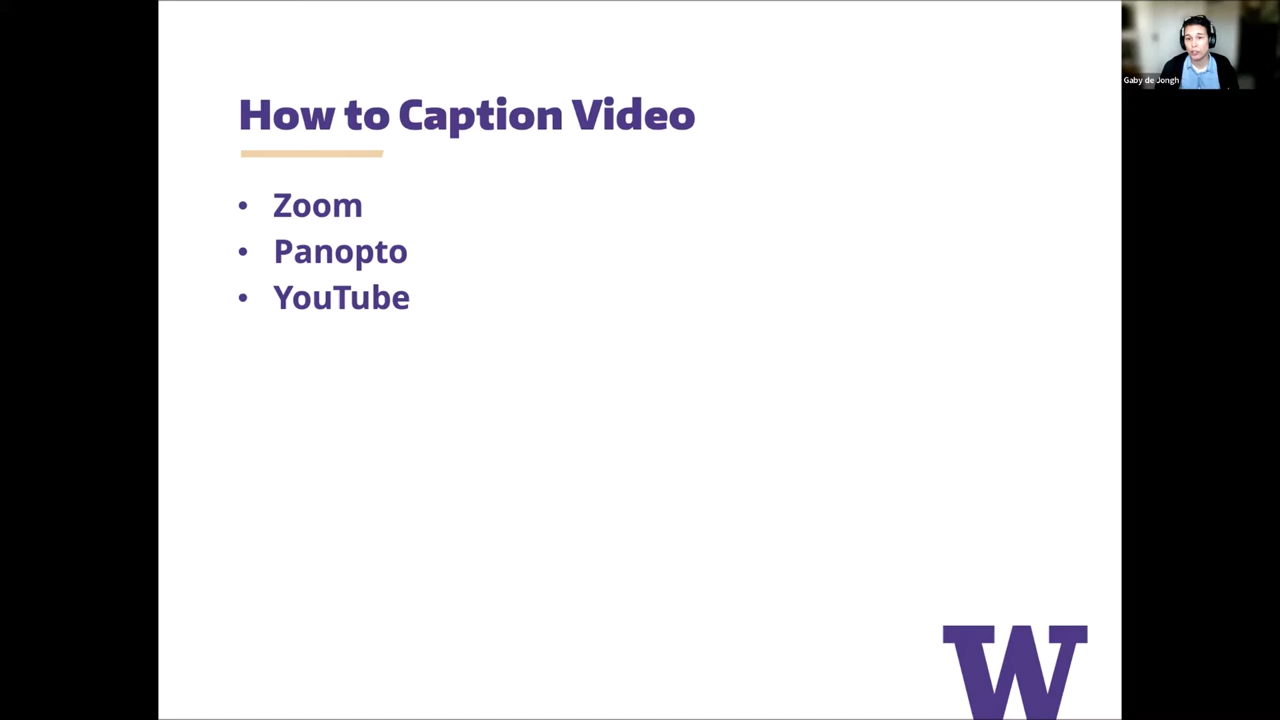 How to Caption Video
• Zoom
• Panopto
• YouTube
Gaby de Jongh
W